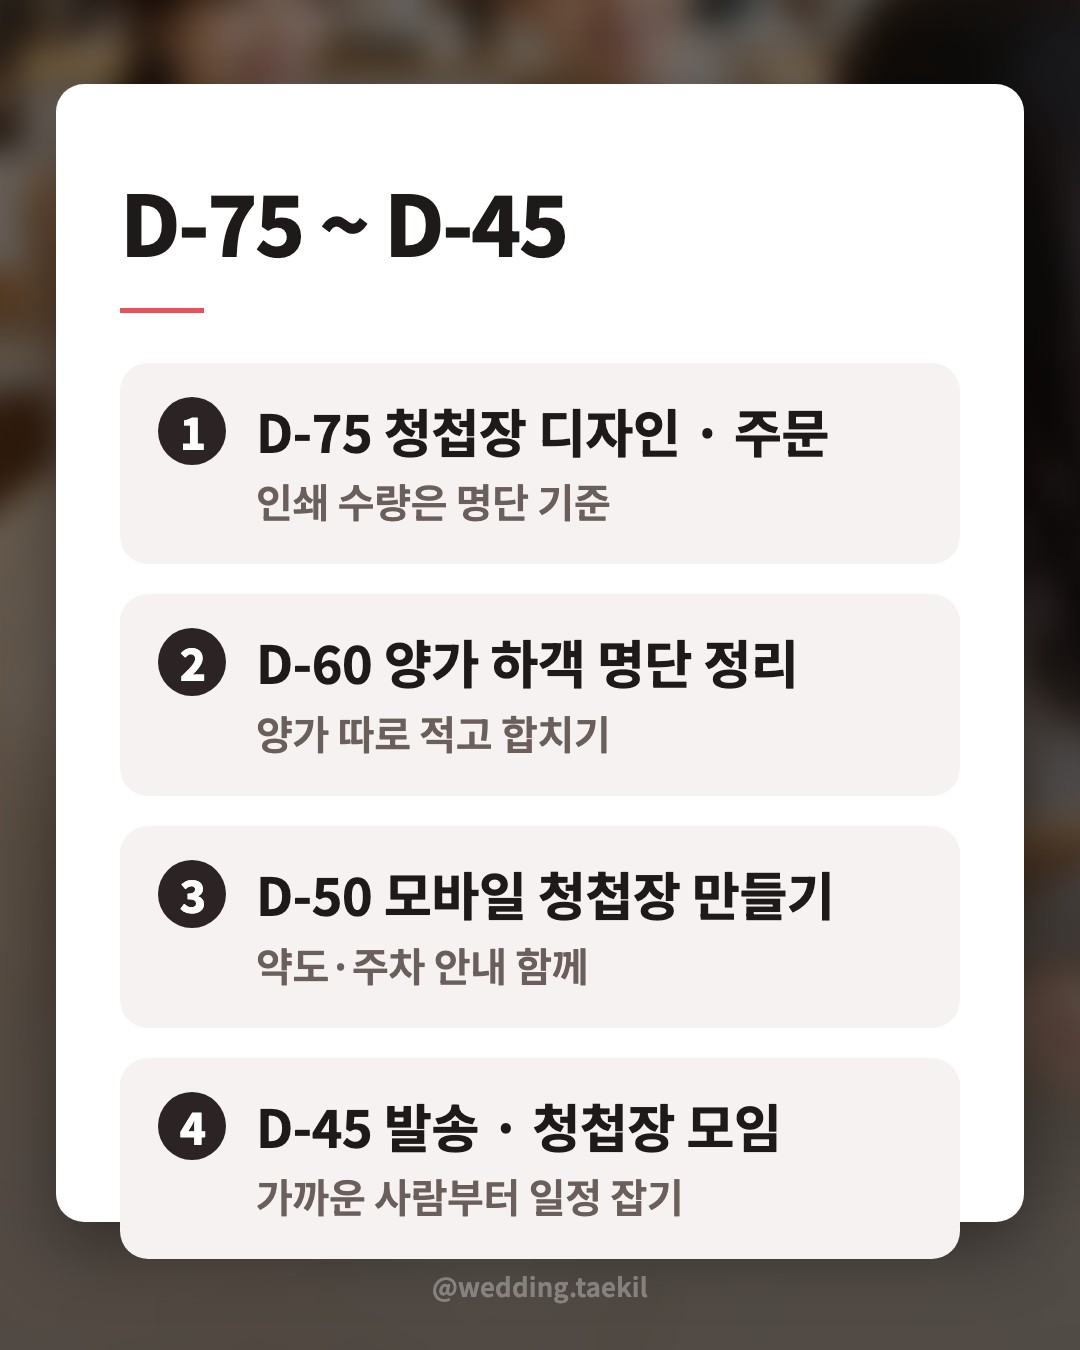 D-75 ~ D-45
1 D-75 청첩장 디자인 · 주문
인쇄 수량은 명단 기준
2 D-60 양가 하객 명단 정리
양가 따로 적고 합치기
3 D-50 모바일 청첩장 만들기
약도·주차 안내 함께
4 D-45 발송 · 청첩장 모임
가까운 사람부터 일정 잡기
@wedding.taekil